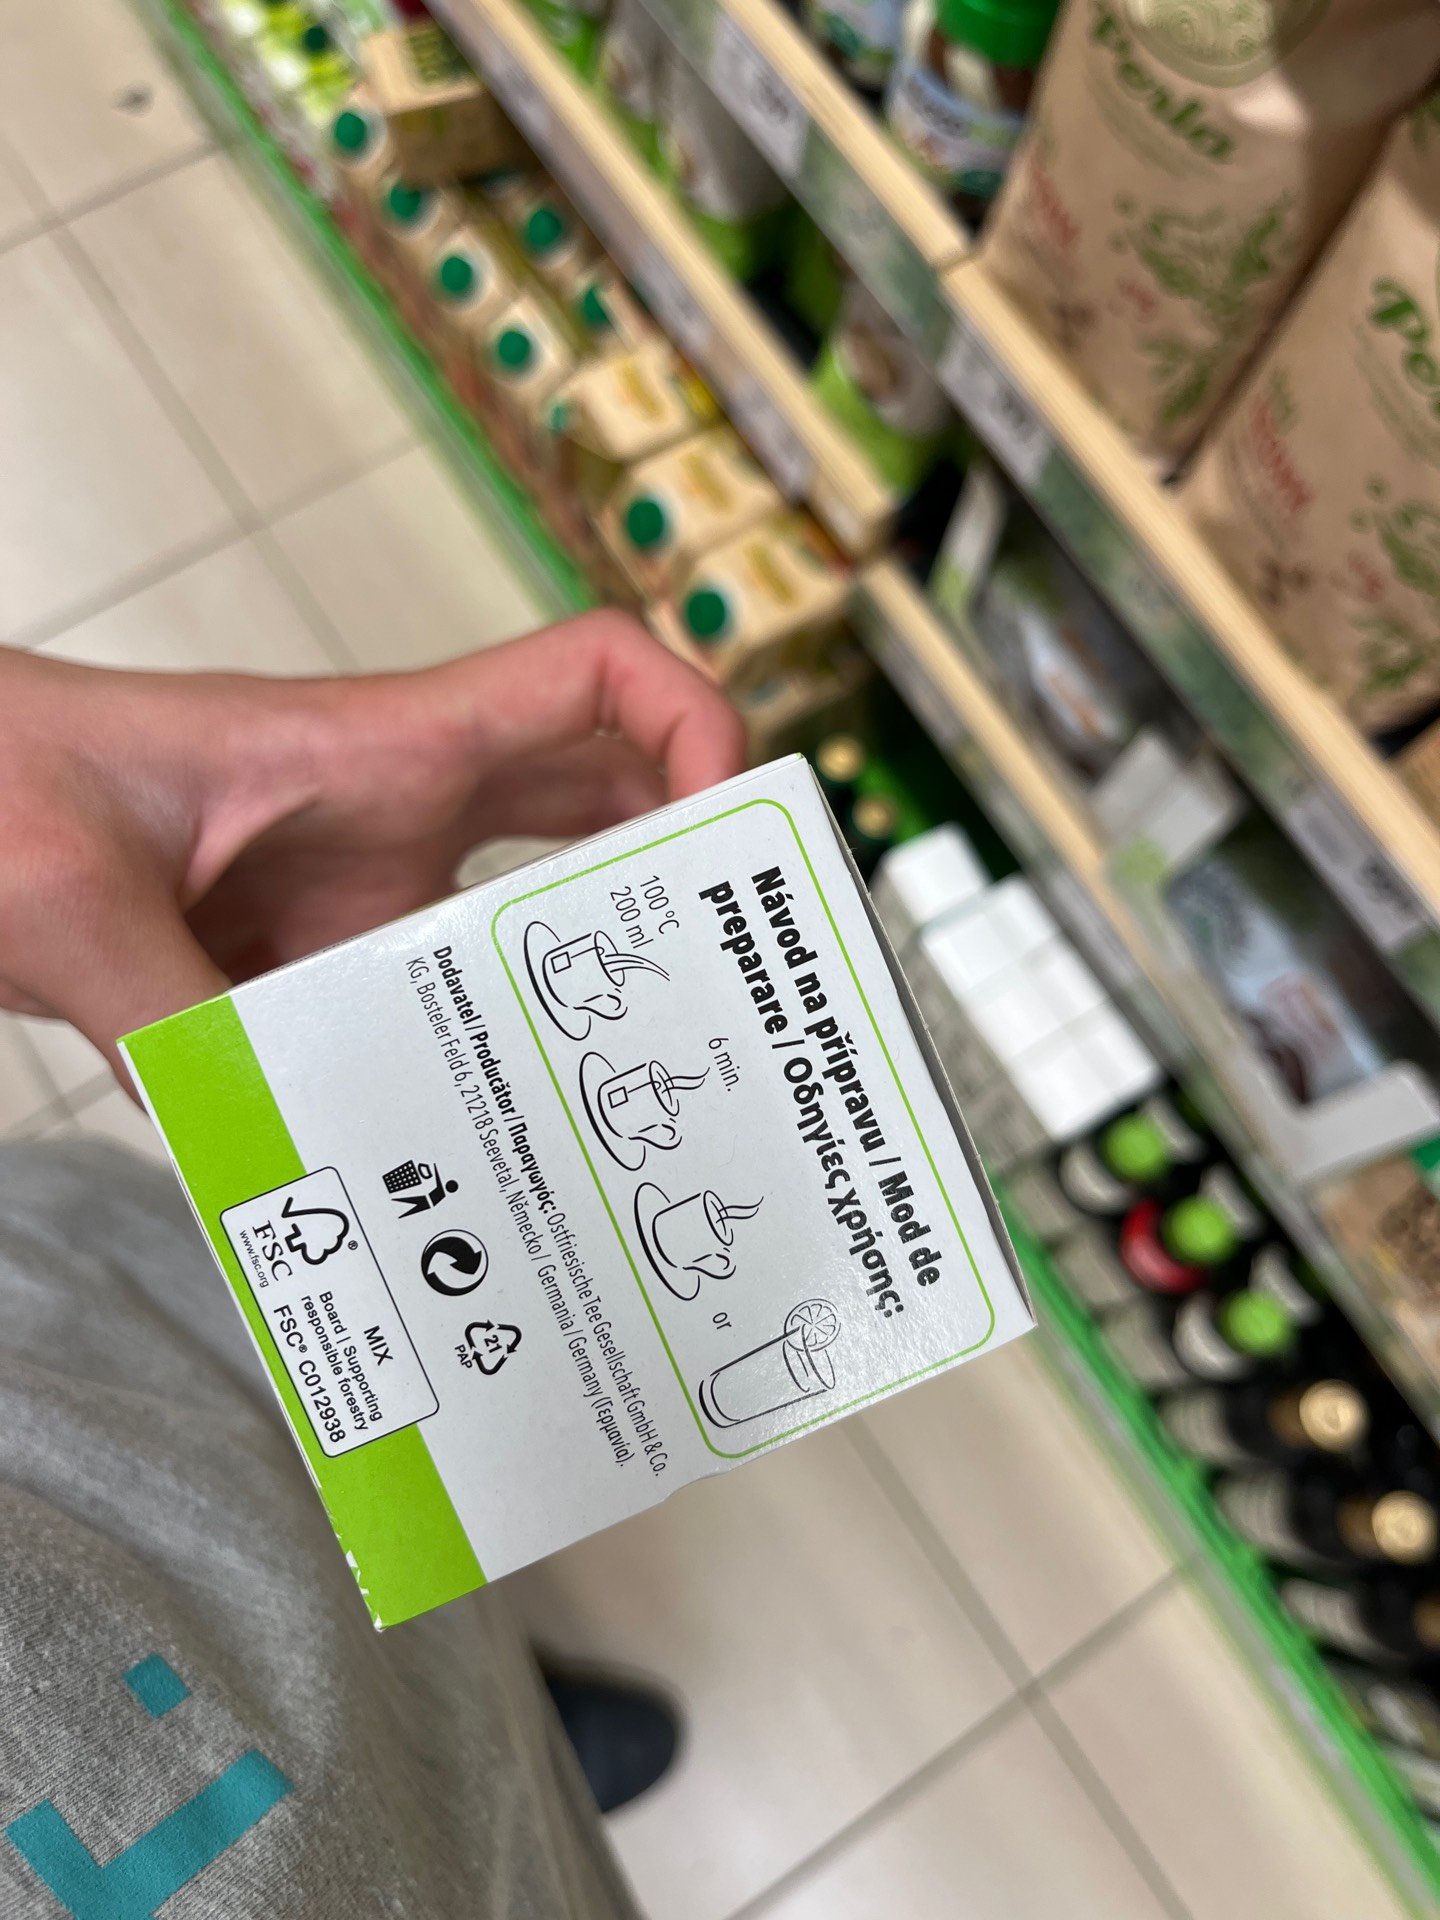 Návod na přípravu / Mod de
preparare / Οδηγίες χρήσης:
100 °C
200 ml
6 min.
or
Dodavatel / Producător / Παραγωγός: Ostfriesische Tee Gesellschaft GmbH & Co.
KG, Bosteler Feld 6, 21218 Seevetal, Německo / Germania / Germany (Γερμανία).
21
PAP
FSC
www.fsc.org
MIX
Board | Supporting
responsible forestry
FSC® C012938
Perla